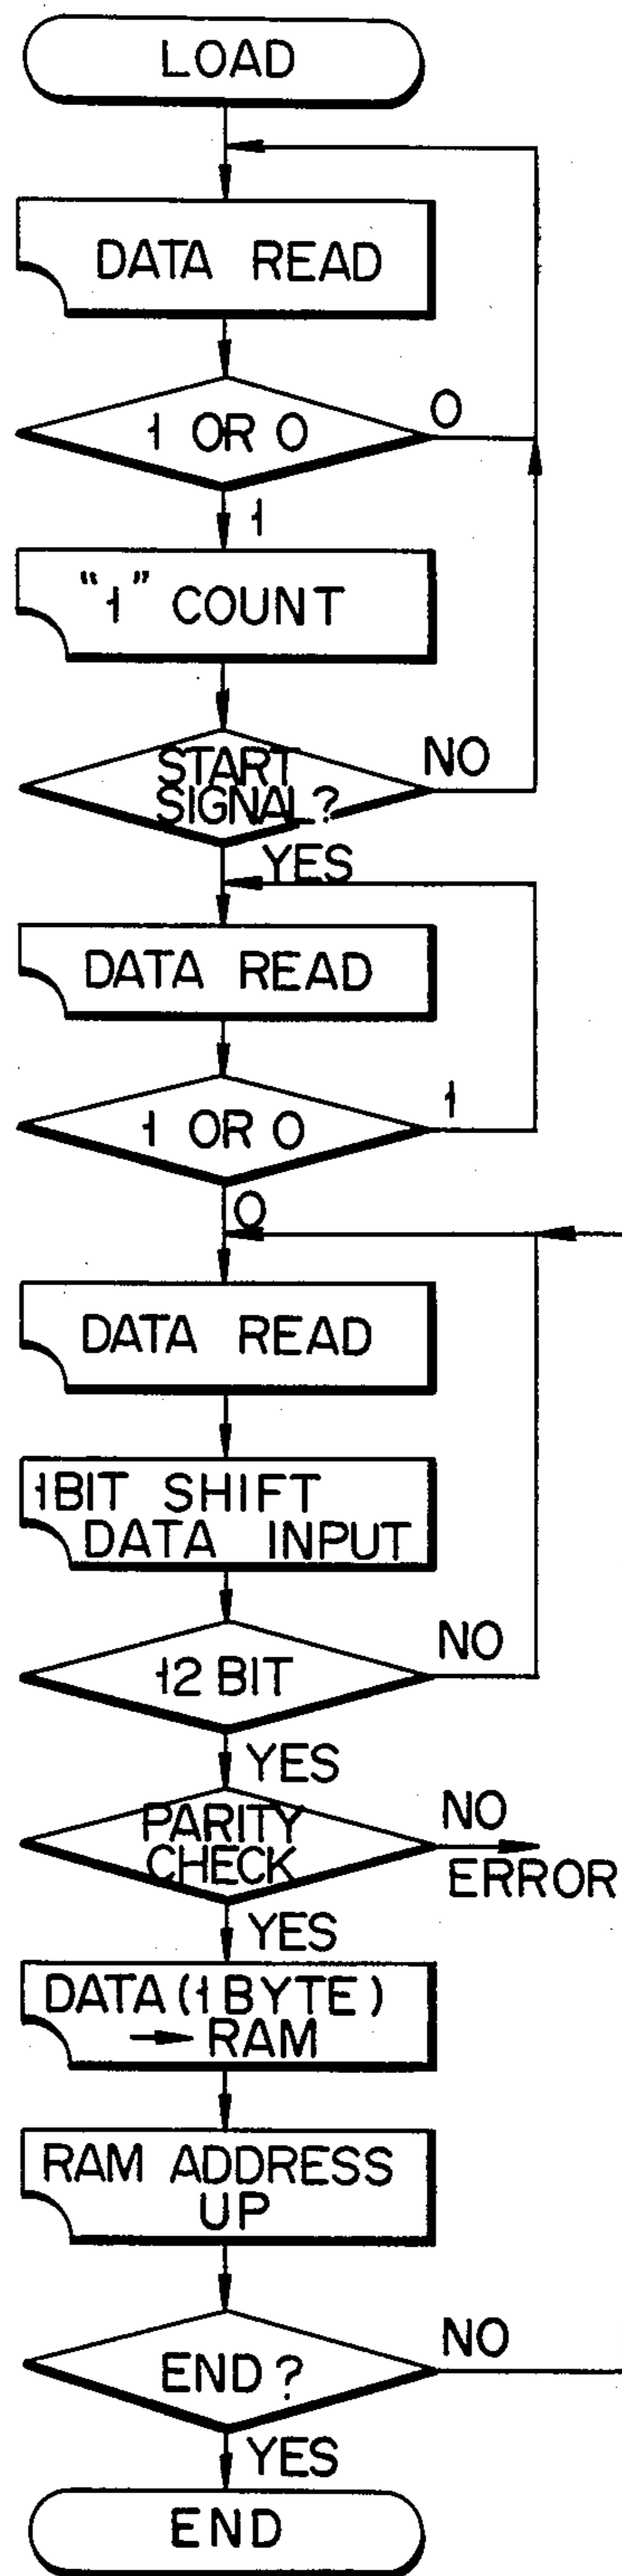 LOAD
DATA READ
1 OR 0
0
1
"1" COUNT
START
SIGNAL?
NO
YES
DATA READ
1 OR 0
1
0
DATA READ
1BIT SHIFT
DATA INPUT
12 BIT
NO
YES
PARITY
CHECK
NO
ERROR
YES
DATA (1 BYTE)
→ RAM
RAM ADDRESS
UP
END?
NO
YES
END